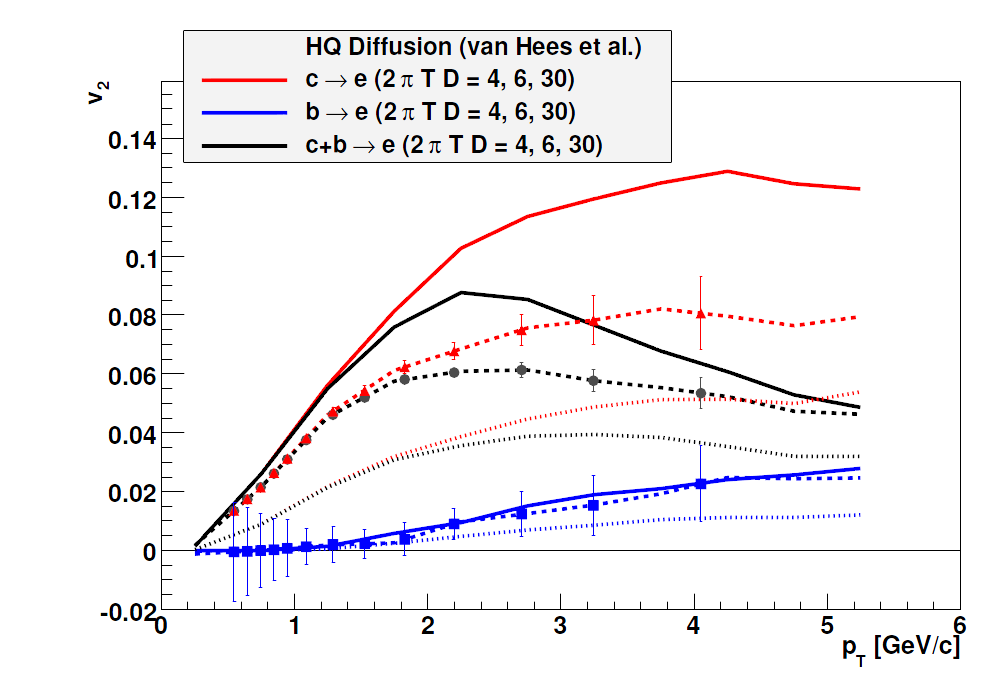 HQ Diffusion (van Hees et al.)
c → e (2 π T D = 4, 6, 30)
b → e (2 π T D = 4, 6, 30)
c+b → e (2 π T D = 4, 6, 30)
v2
0.14
0.12
0.1
0.08
0.06
0.04
0.02
0
-0.02
0 1 2 3 4 5 6
pT [GeV/c]